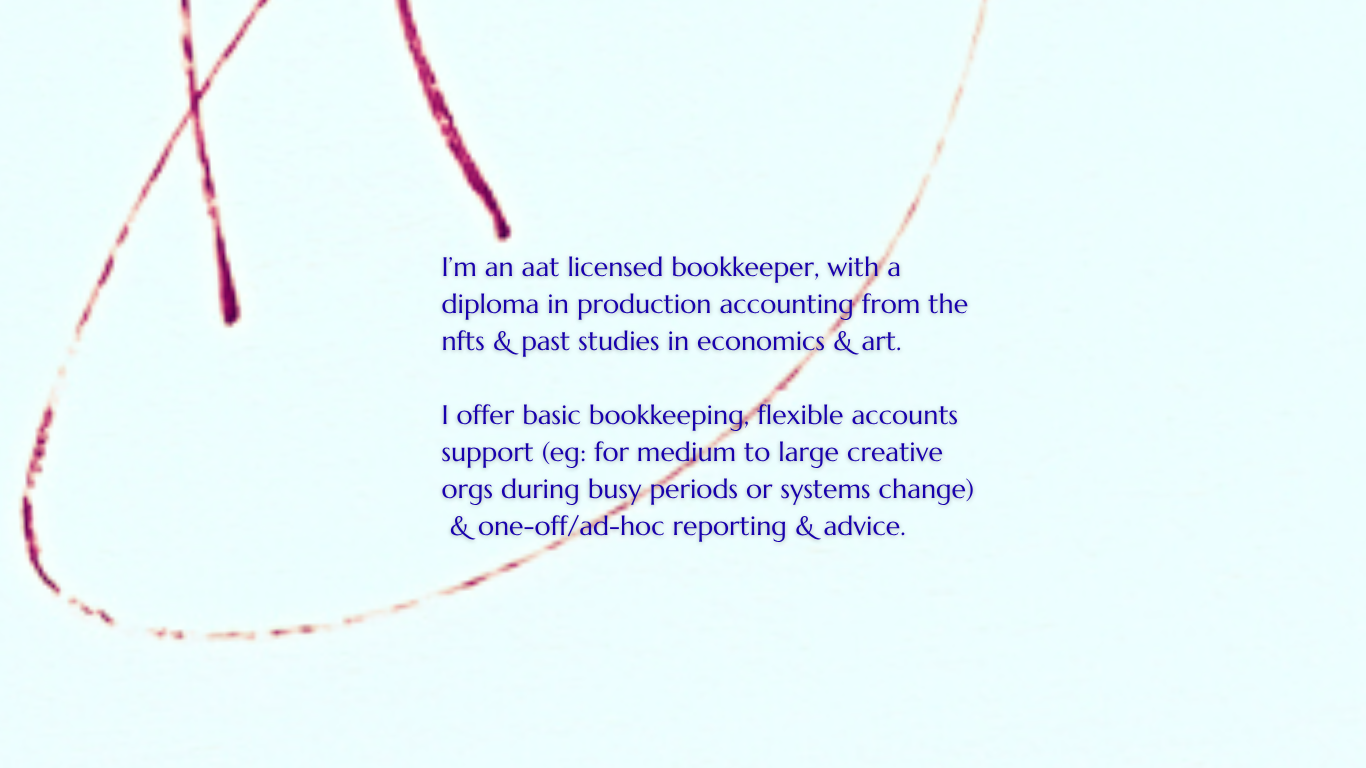 I’m an aat licensed bookkeeper, with a
diploma in production accounting from the
nfts & past studies in economics & art.
I offer basic bookkeeping, flexible accounts
support (eg: for medium to large creative
orgs during busy periods or systems change)
& one-off/ad-hoc reporting & advice.